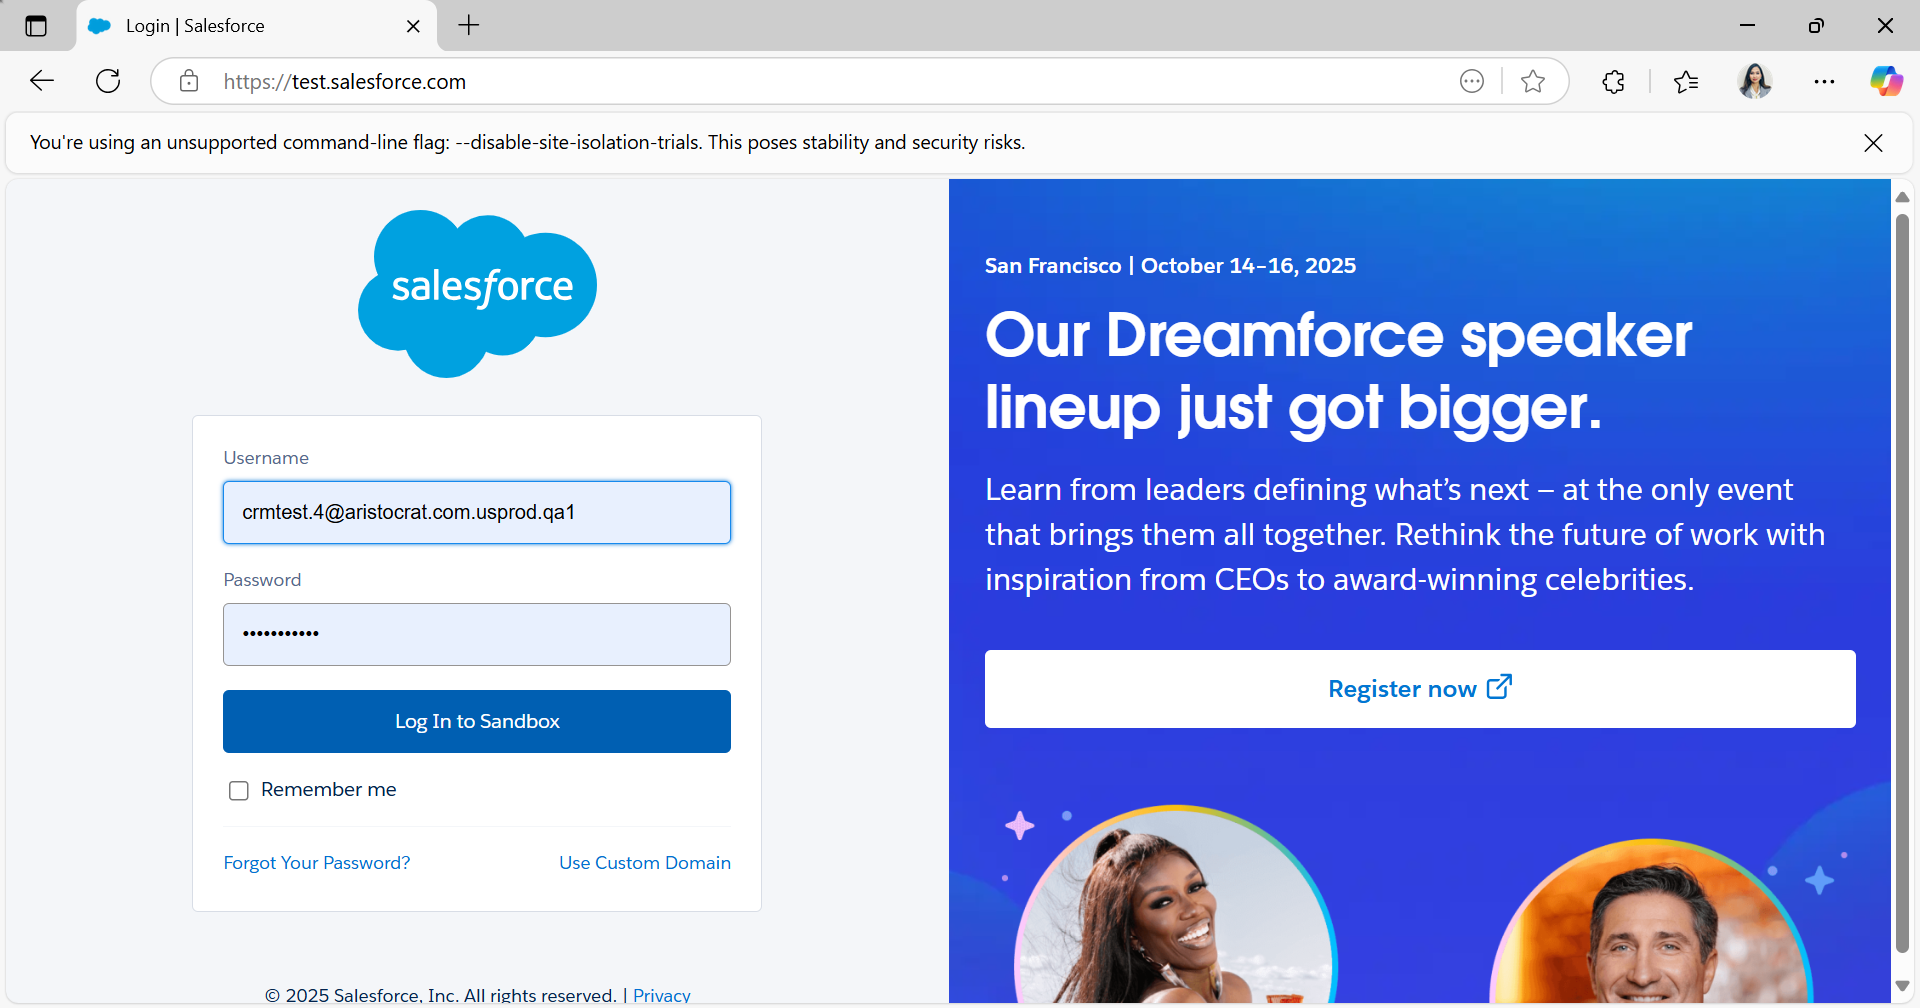 Login | Salesforce
https://test.salesforce.com
You're using an unsupported command-line flag: --disable-site-isolation-trials. This poses stability and security risks.
salesforce
Username
crmtest.4@aristocrat.com.usprod.qa1
Password
•••••••••••
Log In to Sandbox
Remember me
Forgot Your Password?
Use Custom Domain
© 2025 Salesforce, Inc. All rights reserved. | Privacy
San Francisco | October 14–16, 2025
Our Dreamforce speaker
lineup just got bigger.
Learn from leaders defining what’s next – at the only event
that brings them all together. Rethink the future of work with
inspiration from CEOs to award-winning celebrities.
Register now